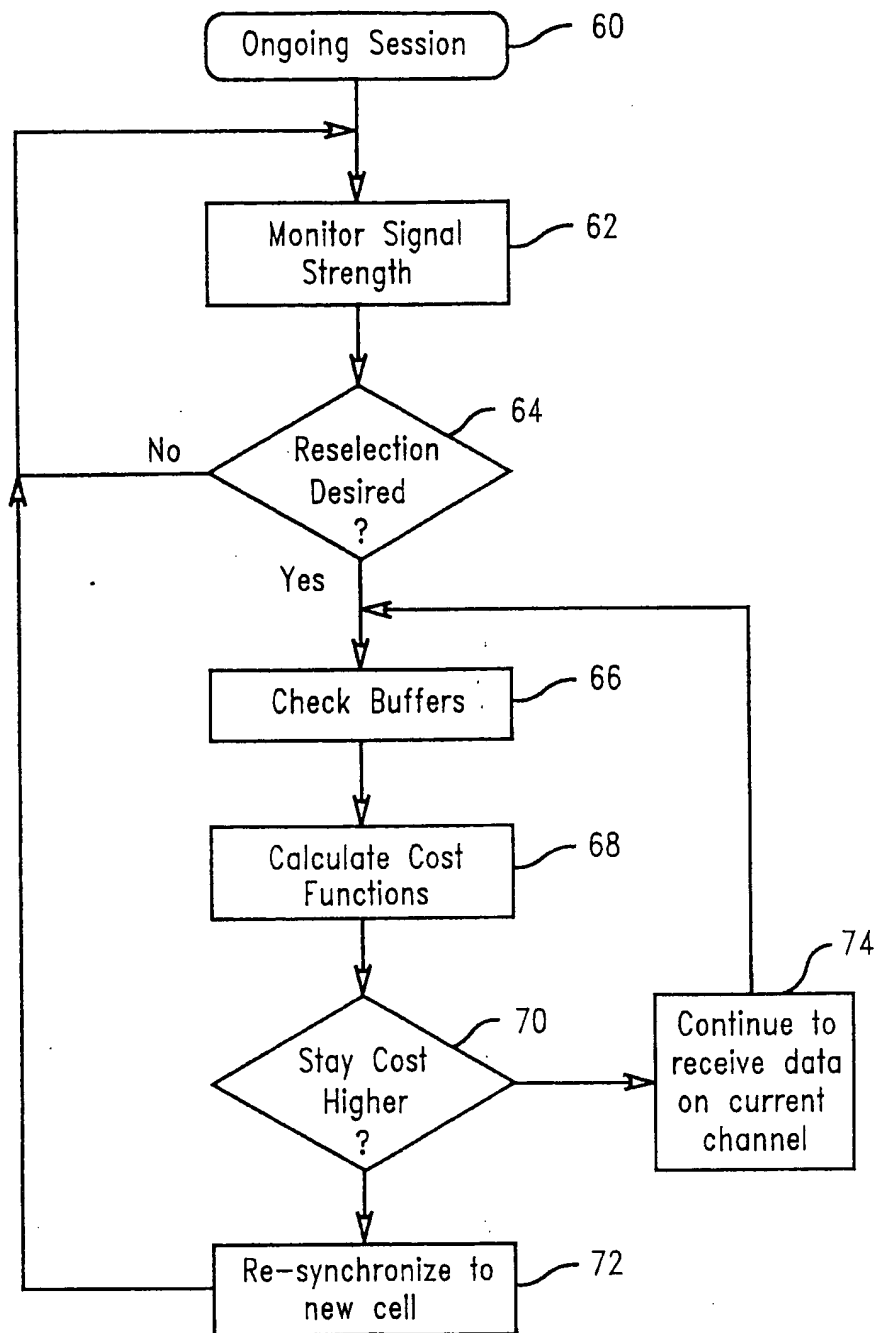 Ongoing Session
60
Monitor Signal
Strength
62
Reselection
Desired
?
64
No
Yes
Check Buffers
66
Calculate Cost
Functions
68
Stay Cost
Higher
?
70
Continue to
receive data
on current
channel
74
Re-synchronize to
new cell
72